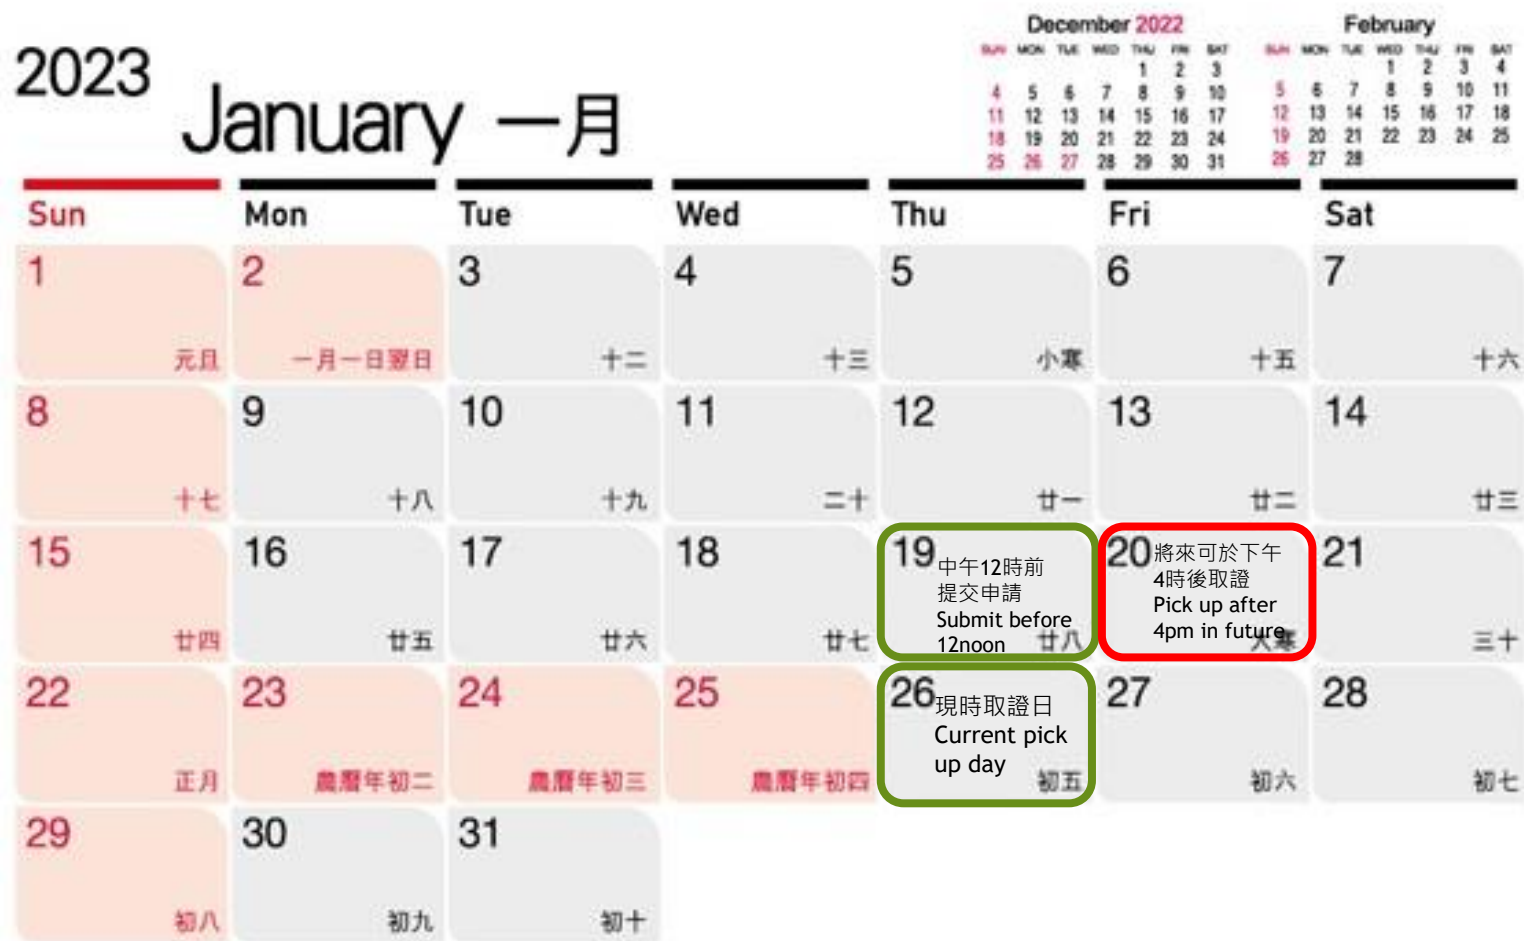 2023
January 一月
December 2022
SUN MON TUE WED THU FRI SAT
1 2 3
4 5 6 7 8 9 10
11 12 13 14 15 16 17
18 19 20 21 22 23 24
25 26 27 28 29 30 31
February
SUN MON TUE WED THU FRI SAT
1 2 3 4
5 6 7 8 9 10 11
12 13 14 15 16 17 18
19 20 21 22 23 24 25
26 27 28
Sun Mon Tue Wed Thu Fri Sat
1 2 3 4 5 6 7
元旦 一月一日翌日 十二 十三 小寒 十五 十六
8 9 10 11 12 13 14
十七 十八 十九 二十 廿一 廿二 廿三
15 16 17 18 19 20 21
中午12時前
提交申請
Submit before
12noon
將來可於下午
4時後取證
Pick up after
4pm in future
廿四 廿五 廿六 廿七 廿八 大寒 三十
22 23 24 25 26 27 28
現時取證日
Current pick
up day
正月 農曆年初二 農曆年初三 農曆年初四 初五 初六 初七
29 30 31
初八 初九 初十